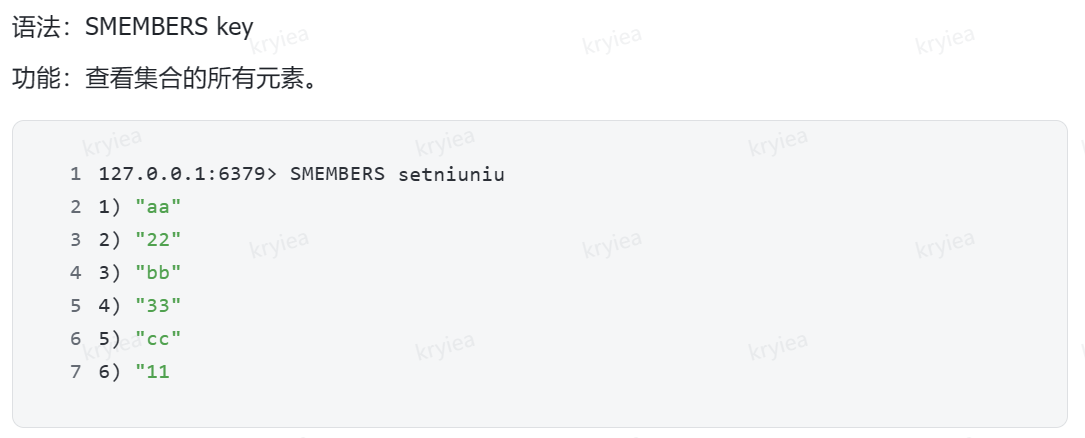 语法：SMEMBERS key
功能：查看集合的所有元素。
1 127.0.0.1:6379> SMEMBERS setniuniu
2 1) "aa"
3 2) "22"
4 3) "bb"
5 4) "33"
6 5) "cc"
7 6) "11
kryiea kryiea kryiea
kryiea kryiea kryiea
kryiea kryiea kryiea
kryiea kryiea kryiea